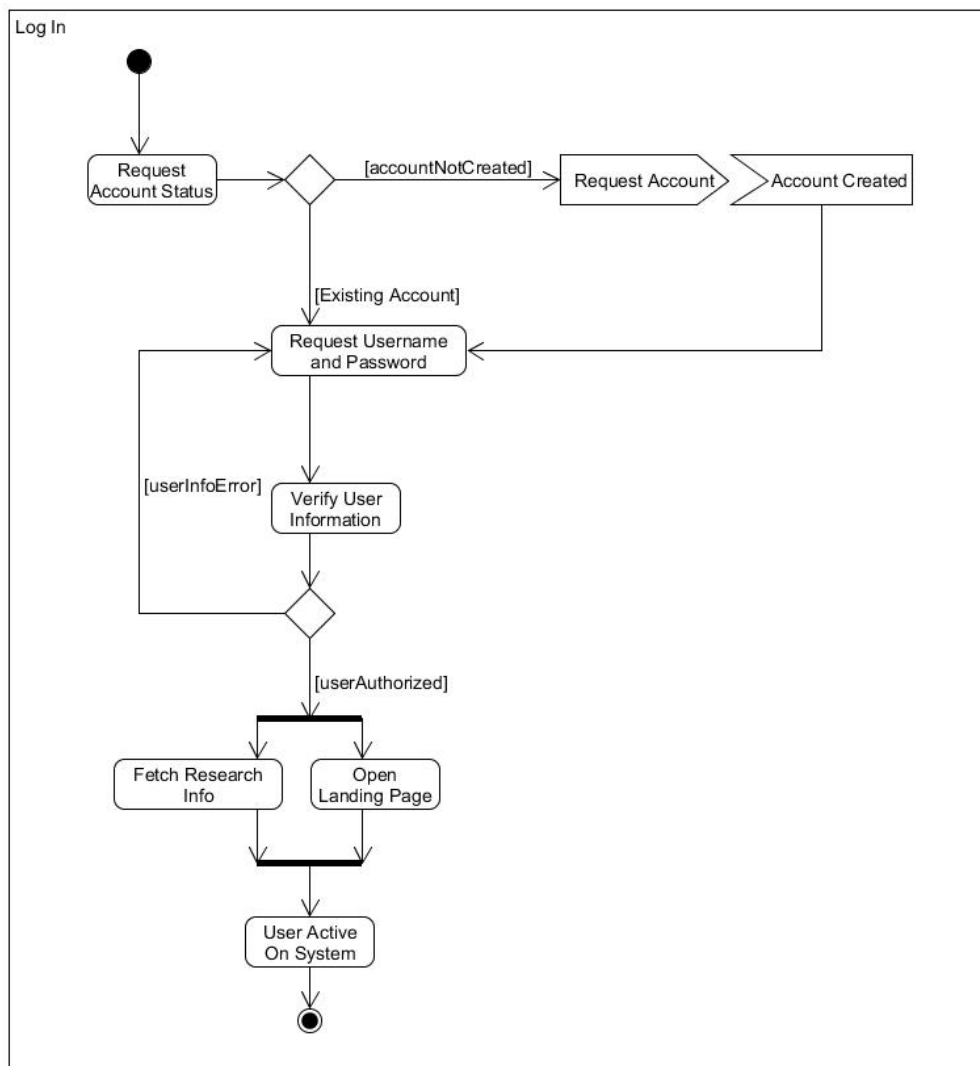 Log In
Request
Account Status
[accountNotCreated]
Request Account
Account Created
[Existing Account]
Request Username
and Password
[userInfoError]
Verify User
Information
[userAuthorized]
Fetch Research
Info
Open
Landing Page
User Active
On System